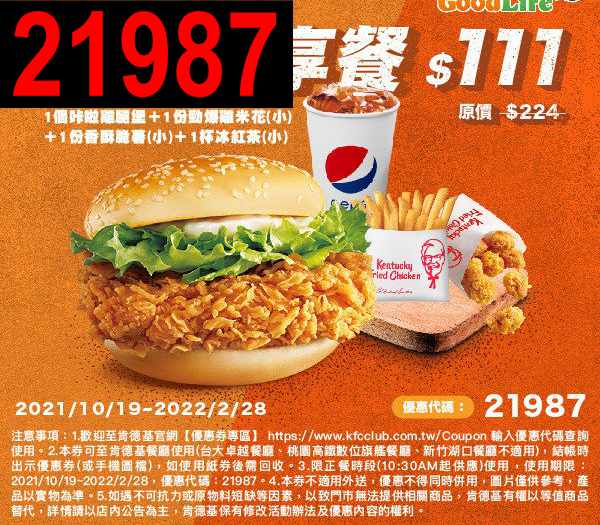 GoodLife
21987
享餐 $111
原價 $224
1個咔啦雞腿堡+1份勁爆雞米花(小)
+1份香酥脆薯(小)+1杯冰紅茶(小)
pepsi
Kentucky
Fried Chicken
Kentucky
Fried Chicken
2021/10/19~2022/2/28
優惠代碼： 21987
注意事項：1.歡迎至肯德基官網【優惠券專區】 https://www.kfcclub.com.tw/Coupon 輸入優惠代碼查詢
使用。2.本券可至肯德基餐廳使用(台大卓越餐廳、桃園高鐵數位旗艦餐廳、新竹湖口餐廳不適用)，結帳時
出示優惠券(或手機圖檔)，如使用紙券後需回收。3.限正餐時段(10:30AM起供應)使用，使用期限：
2021/10/19~2022/2/28，優惠代碼：21987。4.本券不適用外送，優惠不得同時併用，圖片僅供參考，產
品以實物為準。5.如遇不可抗力或原物料短缺等因素，以致門市無法提供相關商品，肯德基有權以等值商品
替代，詳情請以店內公告為主，肯德基保有修改活動辦法及優惠內容的權利。